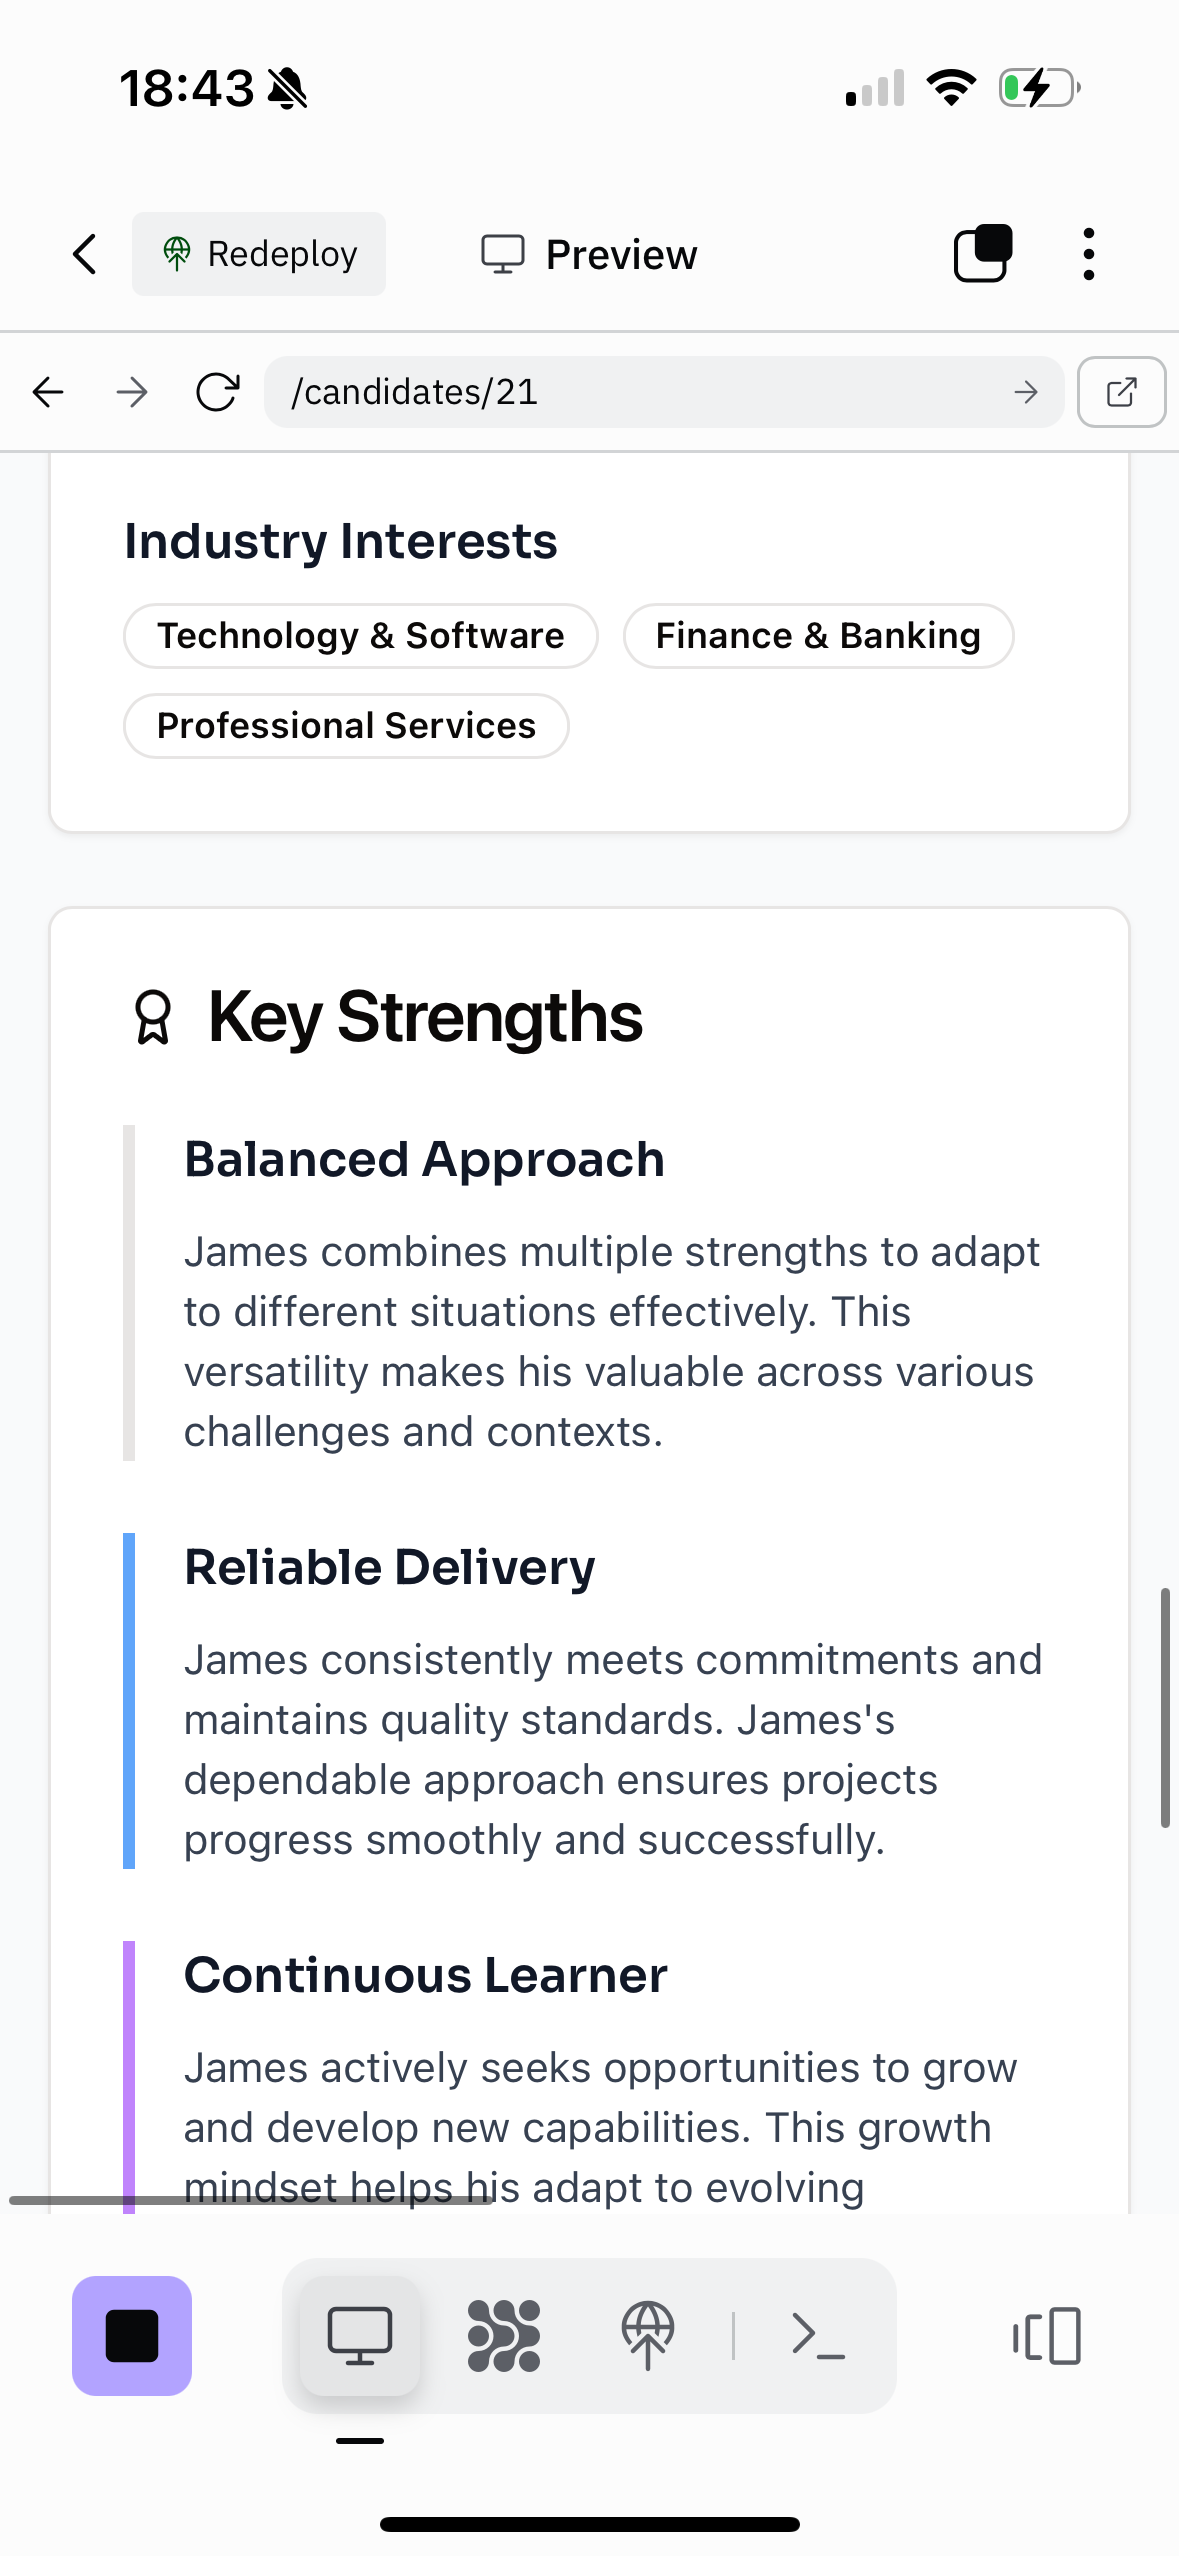 18:43
Redeploy
Preview
/candidates/21
Industry Interests
Technology & Software
Finance & Banking
Professional Services
Key Strengths
Balanced Approach
James combines multiple strengths to adapt
to different situations effectively. This
versatility makes his valuable across various
challenges and contexts.
Reliable Delivery
James consistently meets commitments and
maintains quality standards. James's
dependable approach ensures projects
progress smoothly and successfully.
Continuous Learner
James actively seeks opportunities to grow
and develop new capabilities. This growth
mindset helps his adapt to evolving